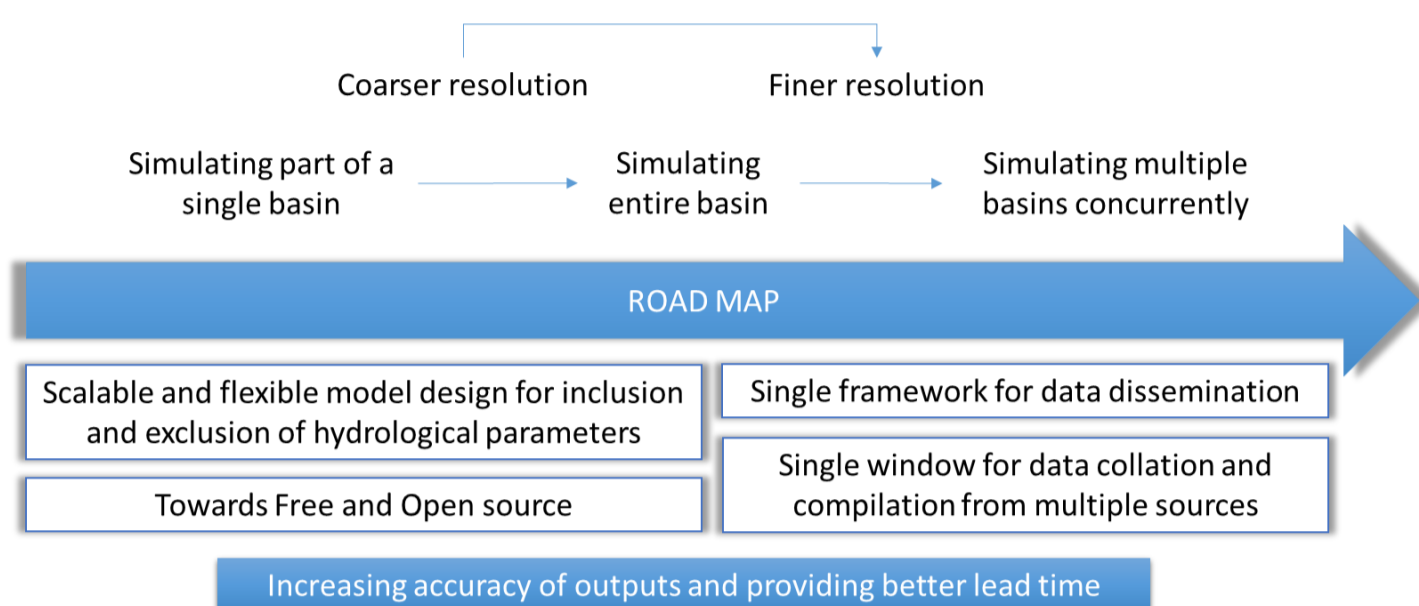 Coarser resolution
Finer resolution
Simulating part of a
single basin
Simulating
entire basin
Simulating multiple
basins concurrently
ROAD MAP
Scalable and flexible model design for inclusion
and exclusion of hydrological parameters
Towards Free and Open source
Single framework for data dissemination
Single window for data collation and
compilation from multiple sources
Increasing accuracy of outputs and providing better lead time